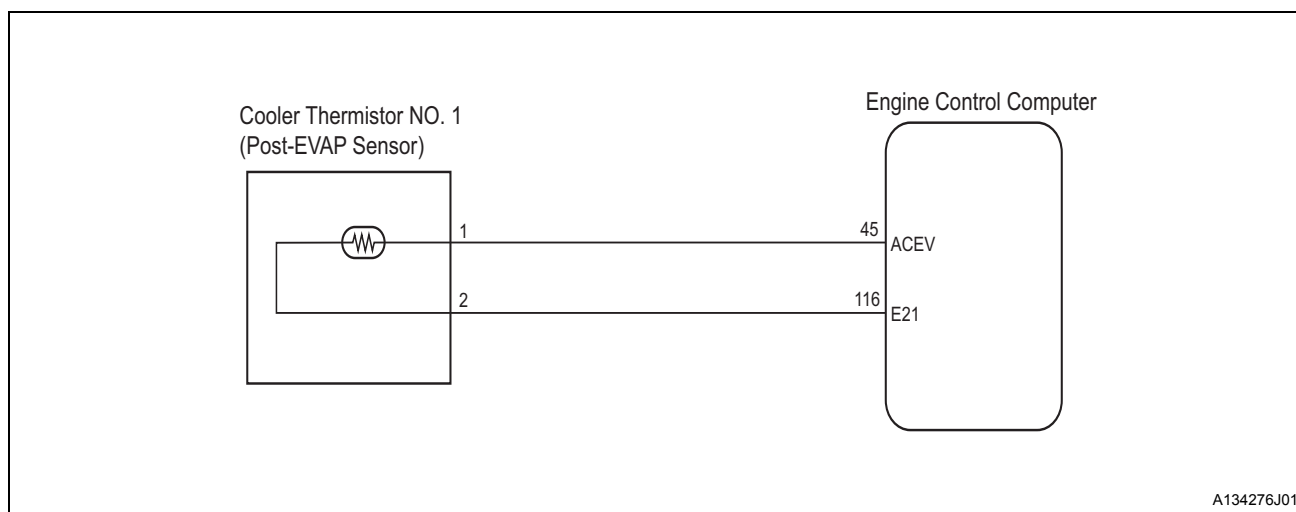 Cooler Thermistor NO. 1
(Post-EVAP Sensor)
Engine Control Computer
1
45
ACEV
2
116
E21
A134276J01